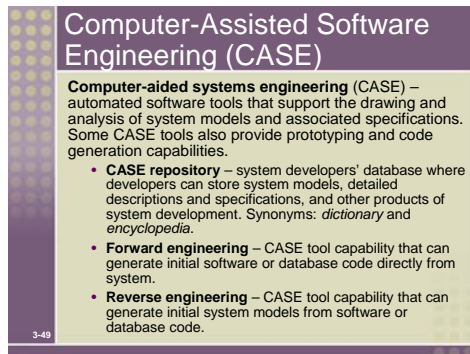 Computer-Assisted Software
Engineering (CASE)
Computer-aided systems engineering (CASE) –
automated software tools that support the drawing and
analysis of system models and associated specifications.
Some CASE tools also provide prototyping and code
generation capabilities.
• CASE repository – system developers' database where
developers can store system models, detailed
descriptions and specifications, and other products of
system development. Synonyms: dictionary and
encyclopedia.
• Forward engineering – CASE tool capability that can
generate initial software or database code directly from
system.
• Reverse engineering – CASE tool capability that can
generate initial system models from software or
database code.
3-49